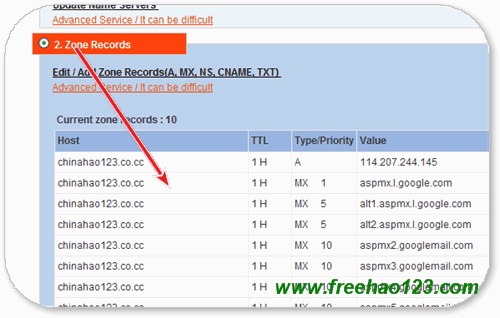 Update Name Servers
Advanced Service / It can be difficult
2. Zone Records
Edit / Add Zone Records(A, MX, NS, CNAME, TXT)
Advanced Service / It can be difficult
Current zone records : 10
Host TTL Type/Priority Value
chinahao123.co.cc 1 H A 114.207.244.145
chinahao123.co.cc 1 H MX 1 aspmx.l.google.com
chinahao123.co.cc 1 H MX 5 alt1.aspmx.l.google.com
chinahao123.co.cc 1 H MX 5 alt2.aspmx.l.google.com
chinahao123.co.cc 1 H MX 10 aspmx2.googlemail.com
chinahao123.co.cc 1 H MX 10 aspmx3.googlemail.com
chinahao123.co.cc 1 H MX 10
www.freehao123.com
chinahao123.co.cc 1 H MX 10 aspmx5.googlemail.com